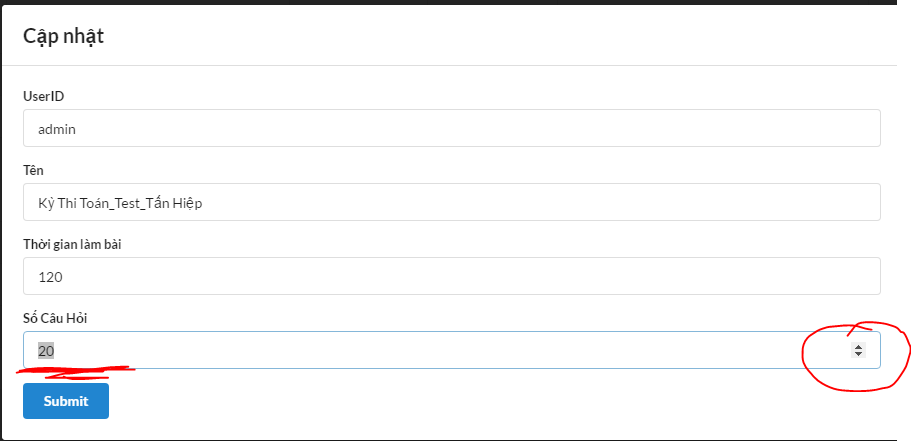 Cập nhật
UserID
admin
Tên
Kỳ Thi Toán_Test_Tấn Hiệp
Thời gian làm bài
120
Số Câu Hỏi
20
Submit